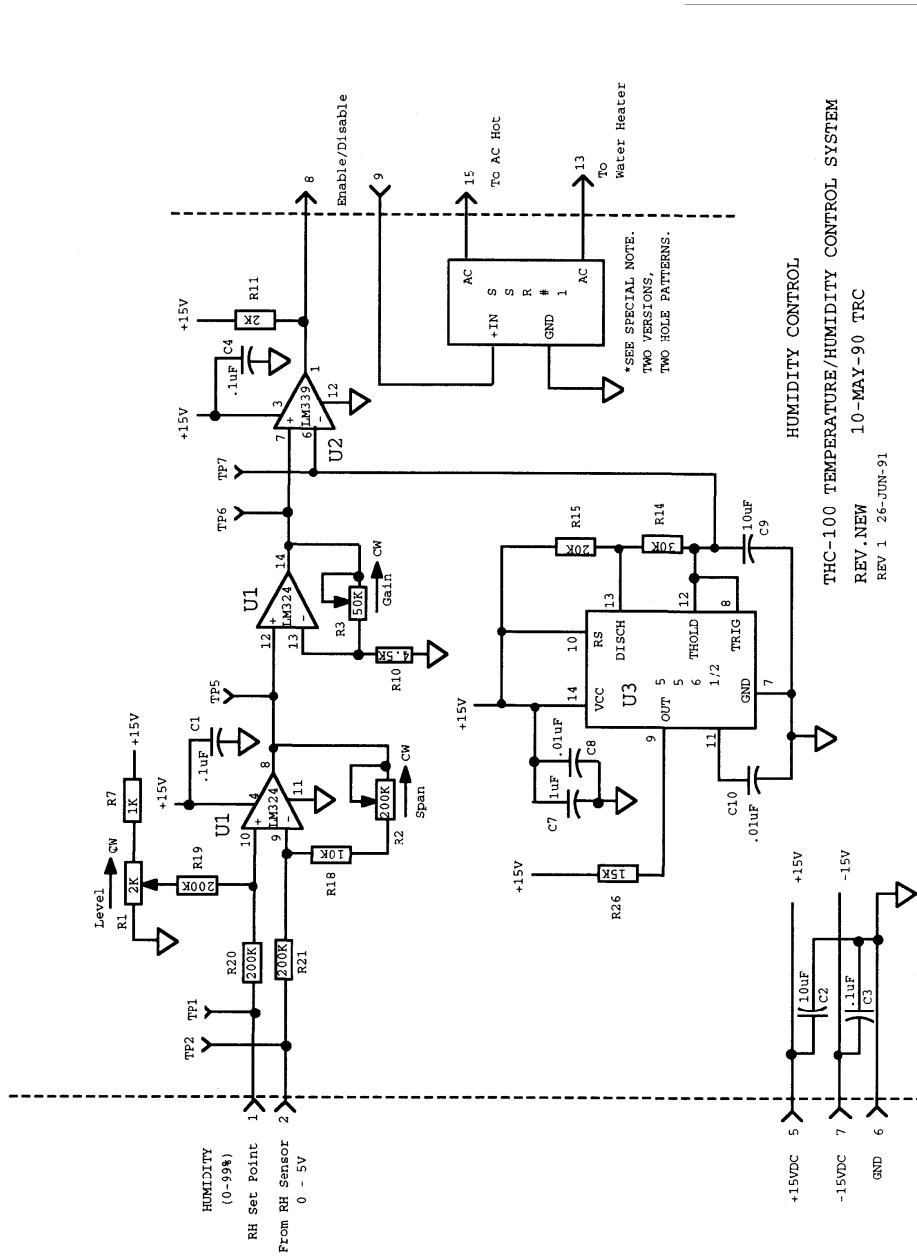 HUMIDITY
(0-99%)
RH Set Point
1
From RH Sensor
2
0 - 5V
TP1
TP2
R20
200K
200K
R21
Level
CW
R1
2K
R7
1K
+15V
R19
200K
+15V
C1
.1uF
U1
LM324
10
+
4
8
9
-
11
R18
10K
R2
200K
CW
Span
TP5
U1
LM324
12
+
14
13
-
R3
50K
CW
Gain
R10
4.5K
TP6
TP7
+15V
C4
.1uF
+15V
R11
2K
U2
LM339
7
+
3
1
6
-
12
8
Enable/Disable
9
15
To AC Hot
13
To
Water Heater
AC
AC
S
S
R
#
1
+IN
GND
*SEE SPECIAL NOTE.
TWO VERSIONS,
TWO HOLE PATTERNS.
+15V
C7
1uF
.01uF
C8
+15V
R26
15K
14
VCC
10
RS
13
DISCH
12
THOLD
8
TRIG
U3
5
5
6
1/2
OUT
9
11
GND
7
C10
.01uF
R15
20K
R14
30K
10uF
C9
+15VDC 5
-15VDC 7
GND 6
10uF
C2
.1uF
C3
+15V
-15V
HUMIDITY CONTROL
THC-100 TEMPERATURE/HUMIDITY CONTROL SYSTEM
REV.NEW 10-MAY-90 TRC
REV 1 26-JUN-91